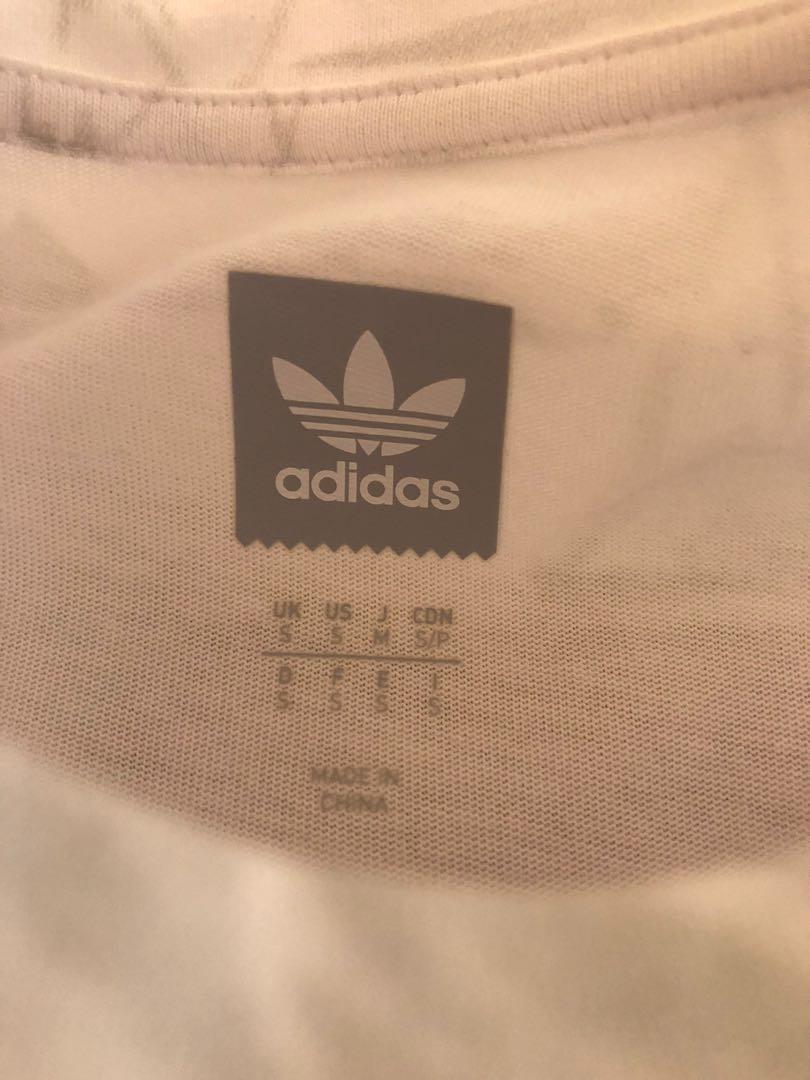 adidas
UK US J CDN
S S M S/P
D F E I
S S S S
MADE IN
CHINA